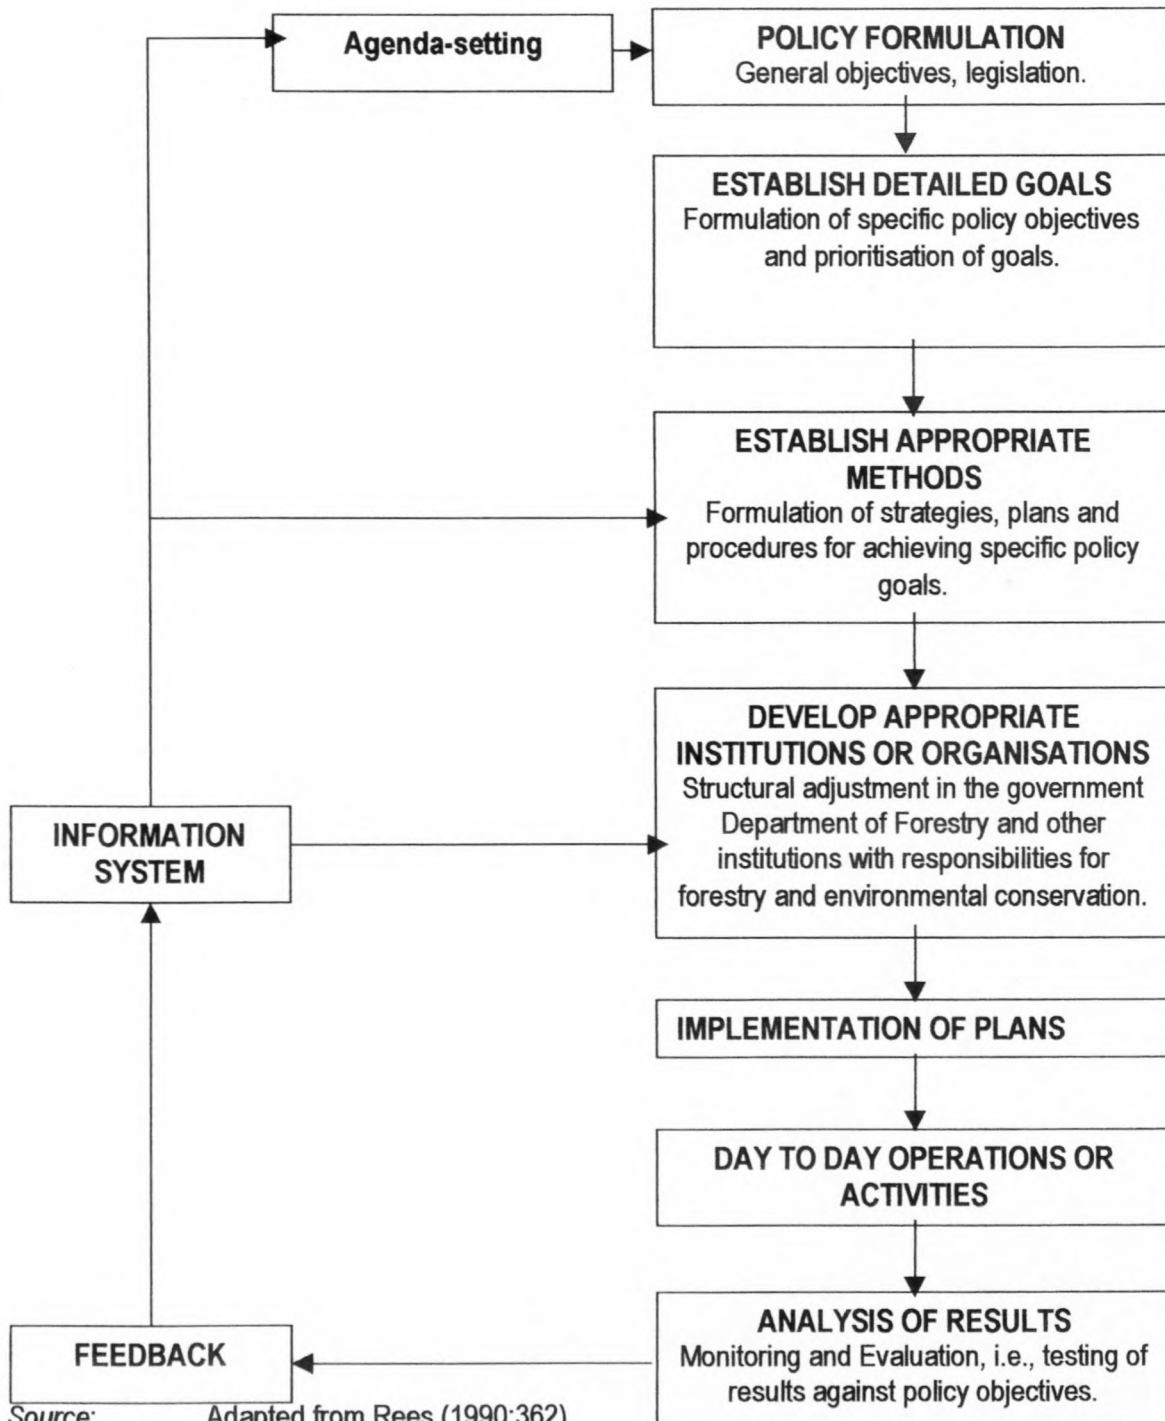 Agenda-setting
POLICY FORMULATION
General objectives, legislation.
ESTABLISH DETAILED GOALS
Formulation of specific policy objectives
and prioritisation of goals.
ESTABLISH APPROPRIATE
METHODS
Formulation of strategies, plans and
procedures for achieving specific policy
goals.
DEVELOP APPROPRIATE
INSTITUTIONS OR ORGANISATIONS
Structural adjustment in the government
Department of Forestry and other
institutions with responsibilities for
forestry and environmental conservation.
INFORMATION
SYSTEM
IMPLEMENTATION OF PLANS
DAY TO DAY OPERATIONS OR
ACTIVITIES
ANALYSIS OF RESULTS
Monitoring and Evaluation, i.e., testing of
results against policy objectives.
FEEDBACK
Source: Adapted from Rees (1990:362)